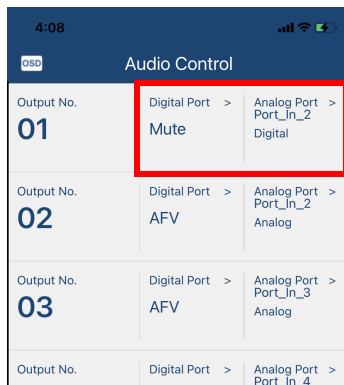 4:08
OSD
Audio Control
Output No.
01
Digital Port >
Mute
Analog Port >
Port_In_2
Digital
Output No.
02
Digital Port >
AFV
Analog Port >
Port_In_2
Analog
Output No.
03
Digital Port >
AFV
Analog Port >
Port_In_3
Analog
Output No.
Digital Port >
Analog Port >
Port_In_4